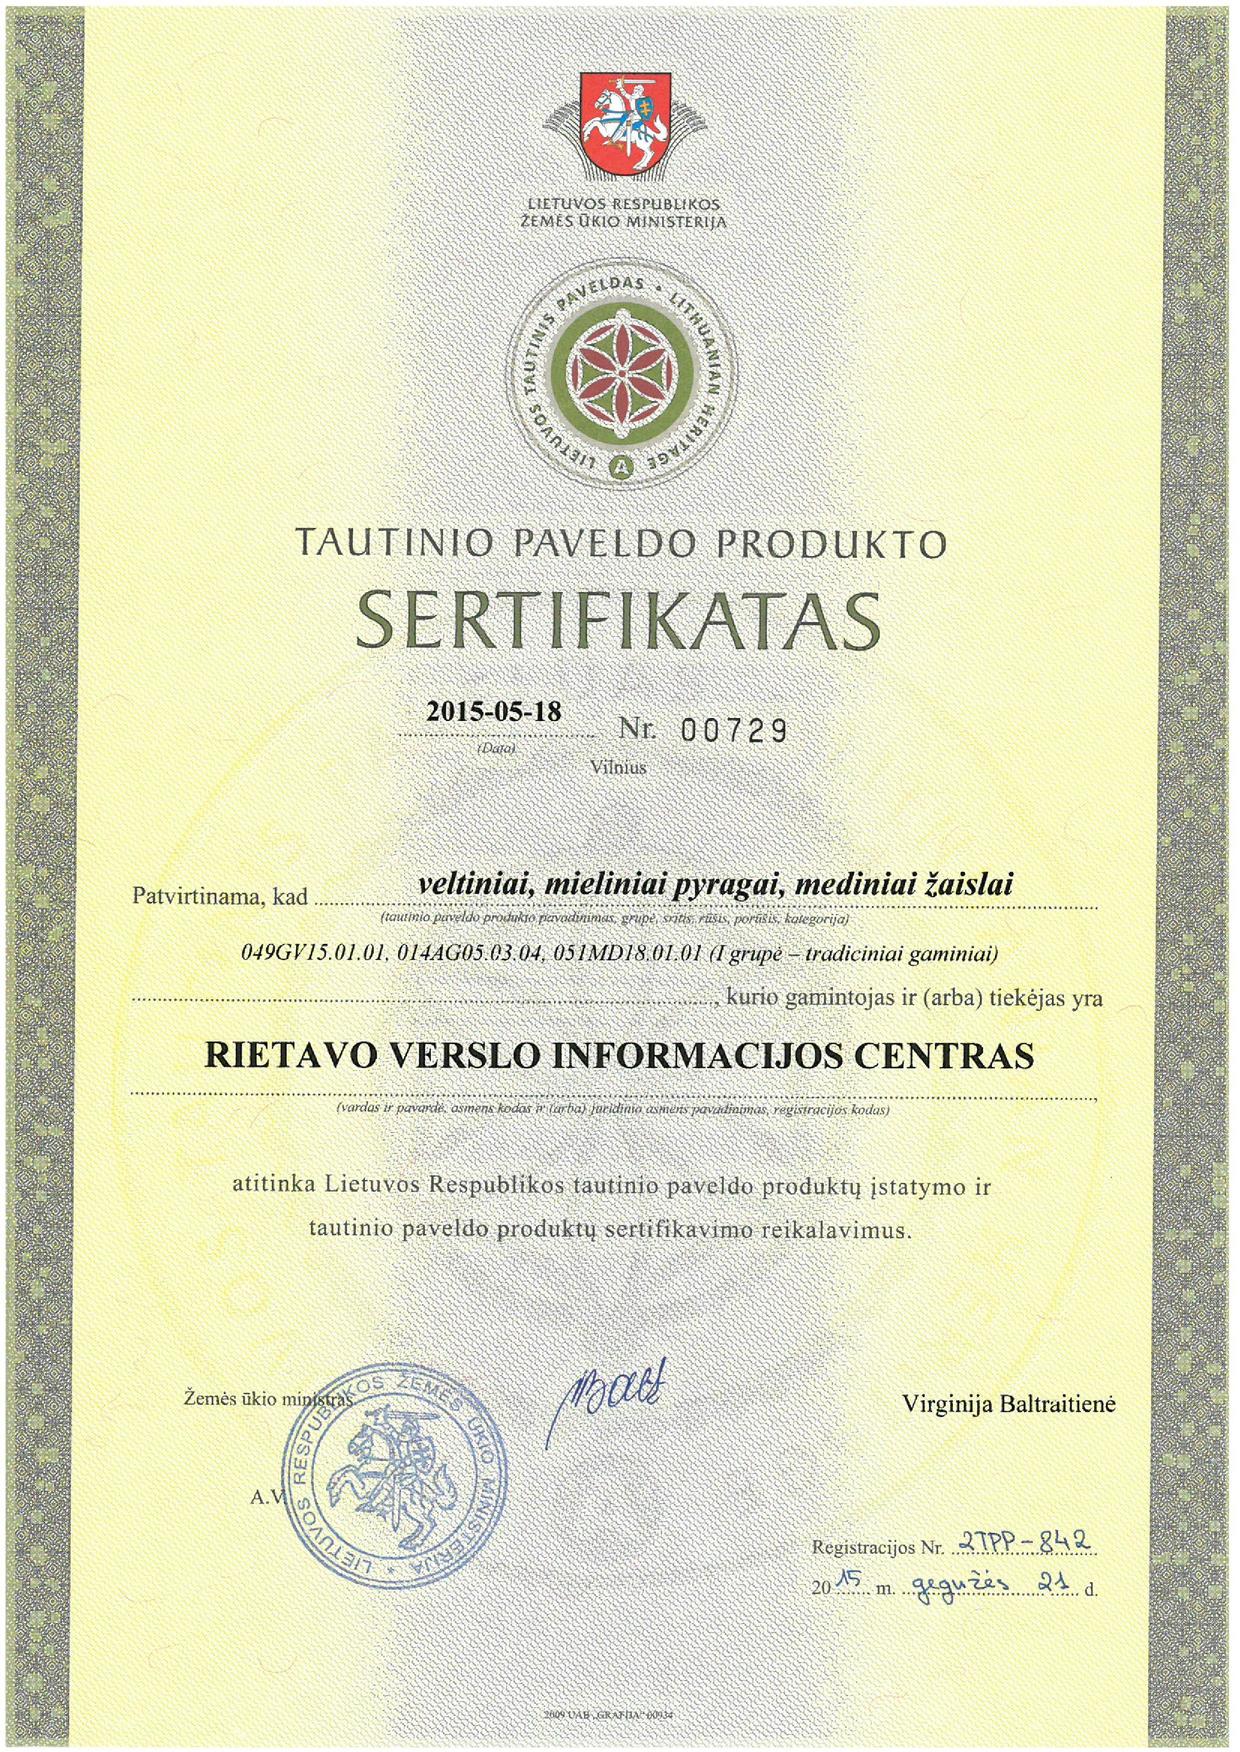 LIETUVOS RESPUBLIKOS
ŽEMĖS ŪKIO MINISTERIJA
LIETUVOS TAUTINIS PAVELDAS • LITHUANIAN HERITAGE
A
TAUTINIO PAVELDO PRODUKTO
SERTIFIKATAS
2015-05-18 Nr. 00729
(Data)
Vilnius
Patvirtinama, kad veltiniai, mieliniai pyragai, mediniai žaislai
(tautinio paveldo produkto pavadinimas, grupė, sritis, rūšis, porūšis, kategorija)
049GV15.01.01, 014AG05.03.04, 051MD18.01.01 (I grupė – tradiciniai gaminiai)
, kurio gamintojas ir (arba) tiekėjas yra
RIETAVO VERSLO INFORMACIJOS CENTRAS
(vardas ir pavardė, asmens kodas ir (arba) juridinio asmens pavadinimas, registracijos kodas)
atitinka Lietuvos Respublikos tautinio paveldo produktų įstatymo ir
tautinio paveldo produktų sertifikavimo reikalavimus.
Žemės ūkio ministras
Virginija Baltraitienė
LIETUVOS RESPUBLIKOS ŽEMĖS ŪKIO MINISTERIJA *
A.V.
Registracijos Nr. 2TPP-842
2015 m. gegužės 21 d.
2009 UAB „GRAFIJA“ 00934